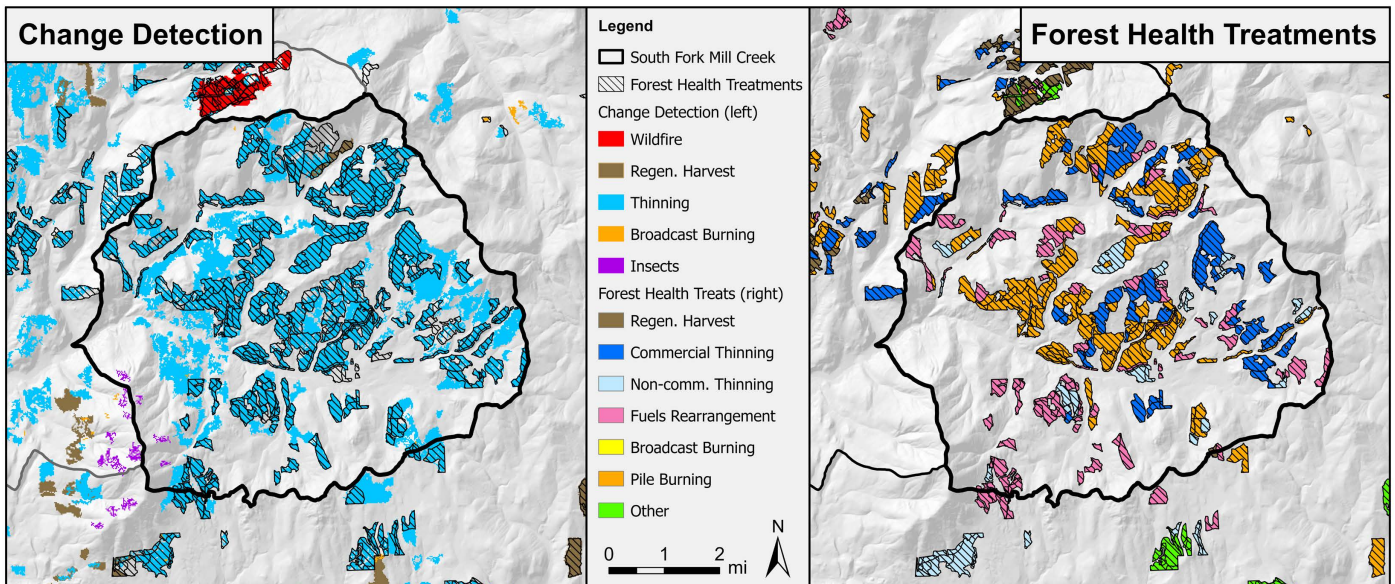 Change Detection
Legend
South Fork Mill Creek
Forest Health Treatments
Change Detection (left)
Wildfire
Regen. Harvest
Thinning
Broadcast Burning
Insects
Forest Health Treats (right)
Regen. Harvest
Commercial Thinning
Non-comm. Thinning
Fuels Rearrangement
Broadcast Burning
Pile Burning
Other
0 1 2
mi
N
Forest Health Treatments